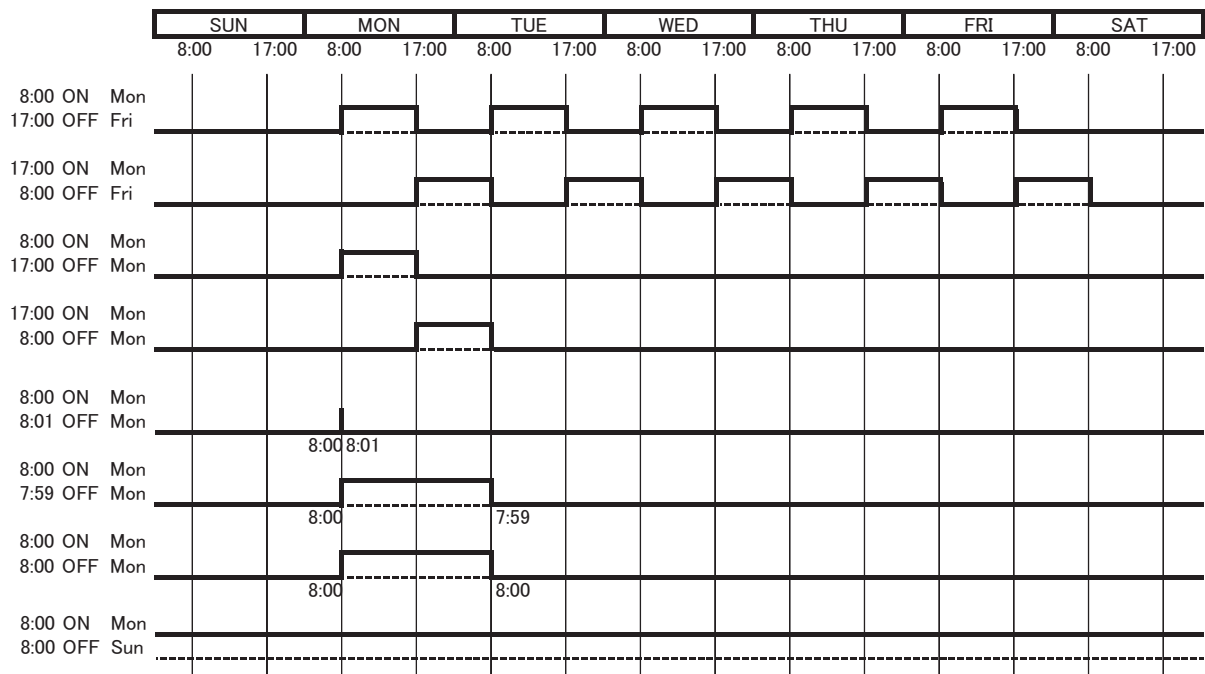 SUN MON TUE WED THU FRI SAT
8:00 17:00 8:00 17:00 8:00 17:00 8:00 17:00 8:00 17:00 8:00 17:00 8:00 17:00
8:00 ON Mon
17:00 OFF Fri
17:00 ON Mon
8:00 OFF Fri
8:00 ON Mon
17:00 OFF Mon
17:00 ON Mon
8:00 OFF Mon
8:00 ON Mon
8:01 OFF Mon
8:00 8:01
8:00 ON Mon
7:59 OFF Mon
8:00 7:59
8:00 ON Mon
8:00 OFF Mon
8:00 8:00
8:00 ON Mon
8:00 OFF Sun